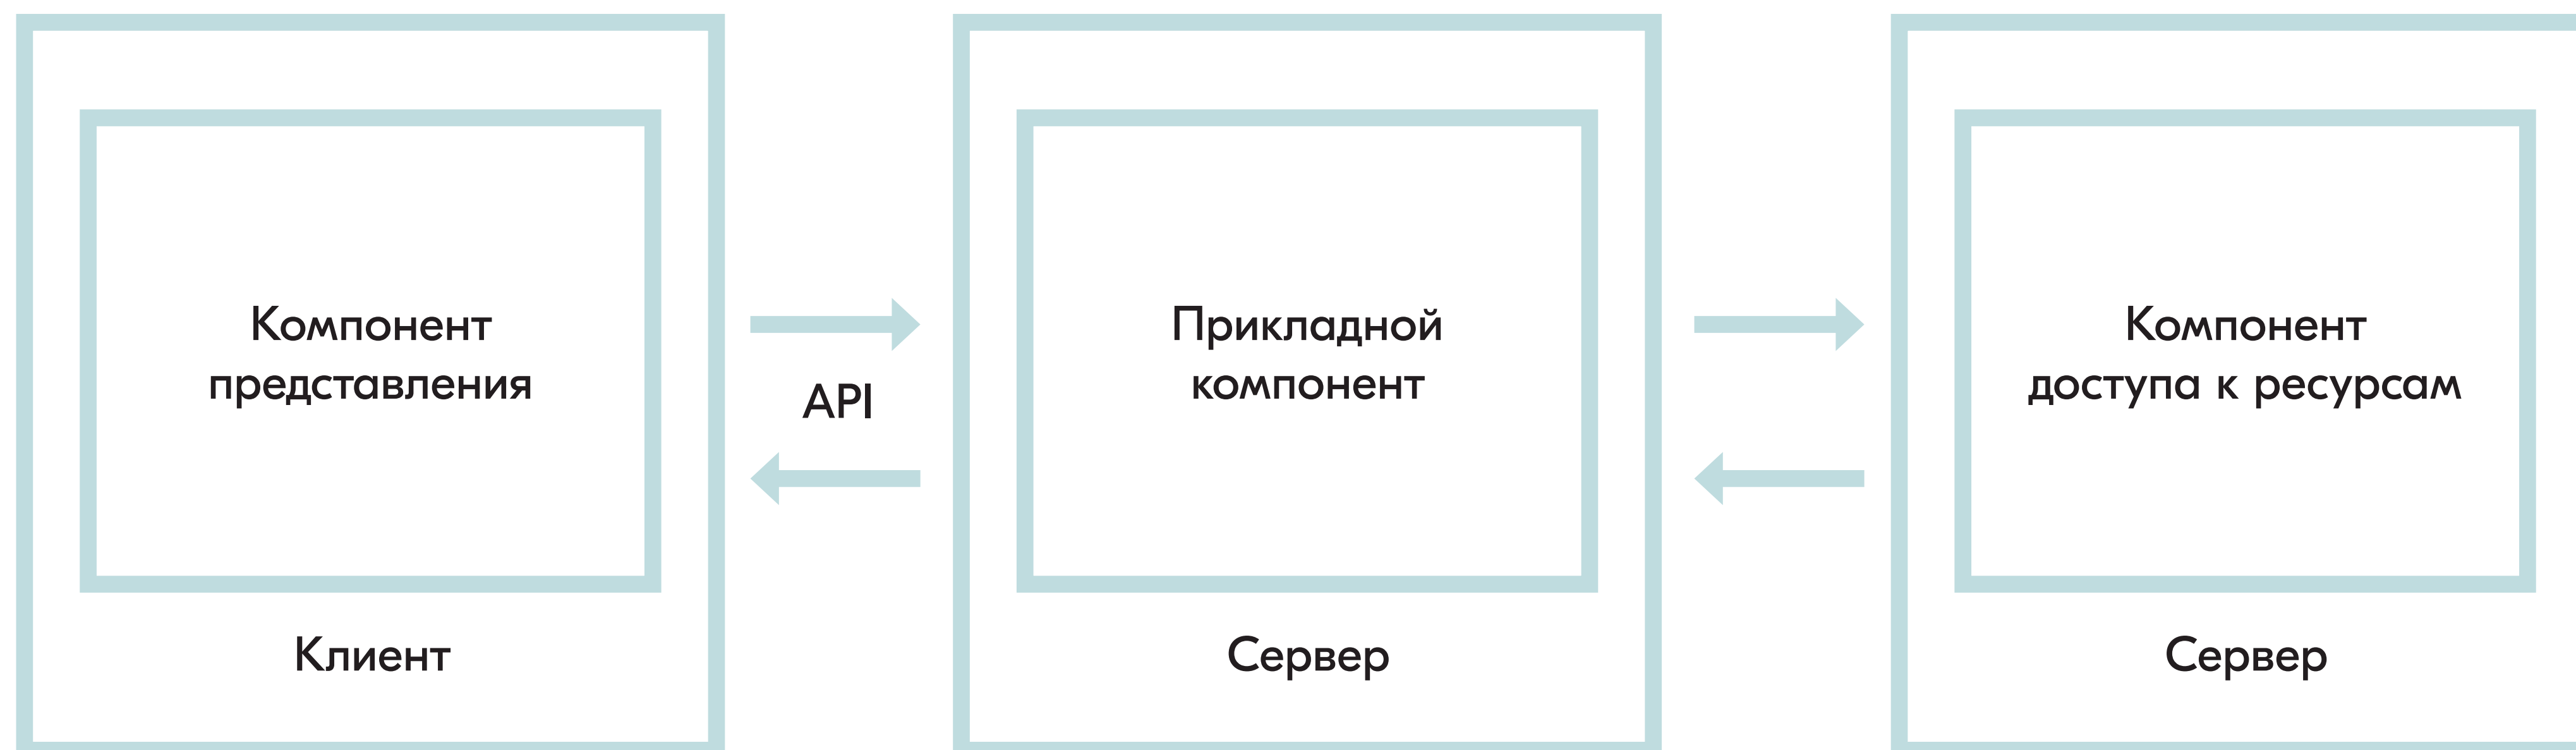 Компонент
представления
Клиент
API
Прикладной
компонент
Сервер
Компонент
доступа к ресурсам
Сервер